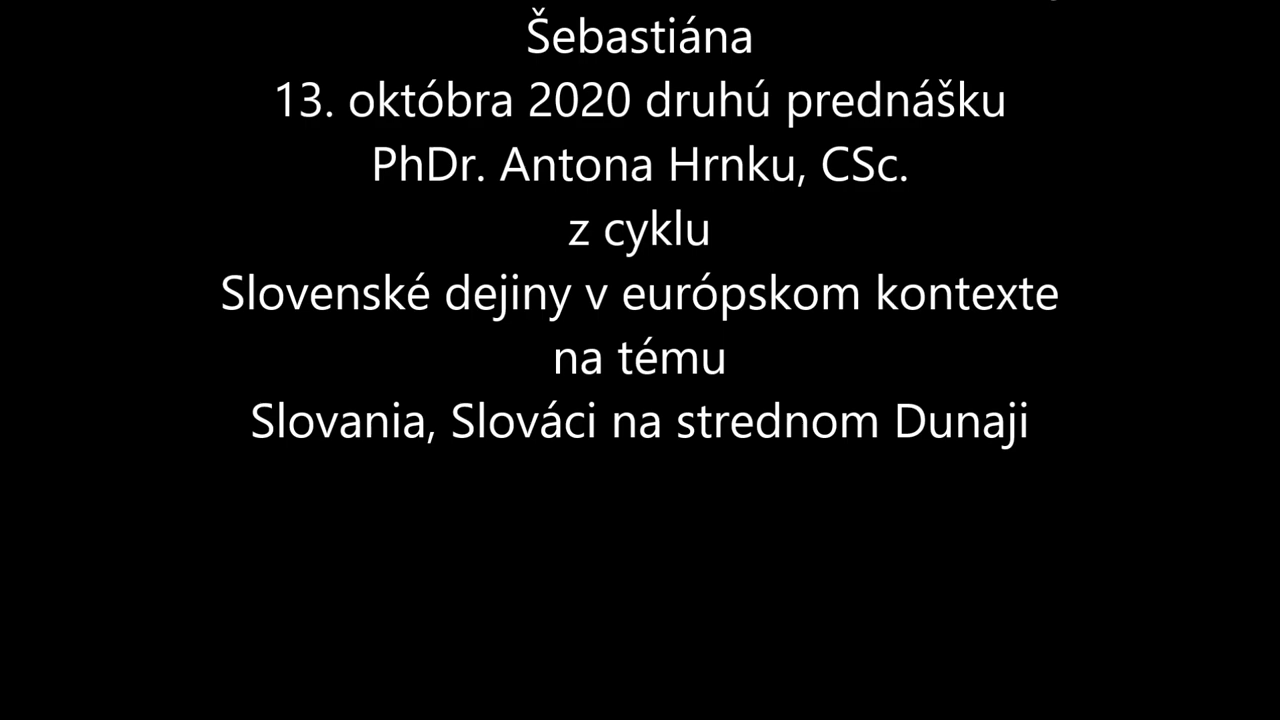 Šebastiána
13. októbra 2020 druhú prednášku
PhDr. Antona Hrnku, CSc.
z cyklu
Slovenské dejiny v európskom kontexte
na tému
Slovania, Slováci na strednom Dunaji